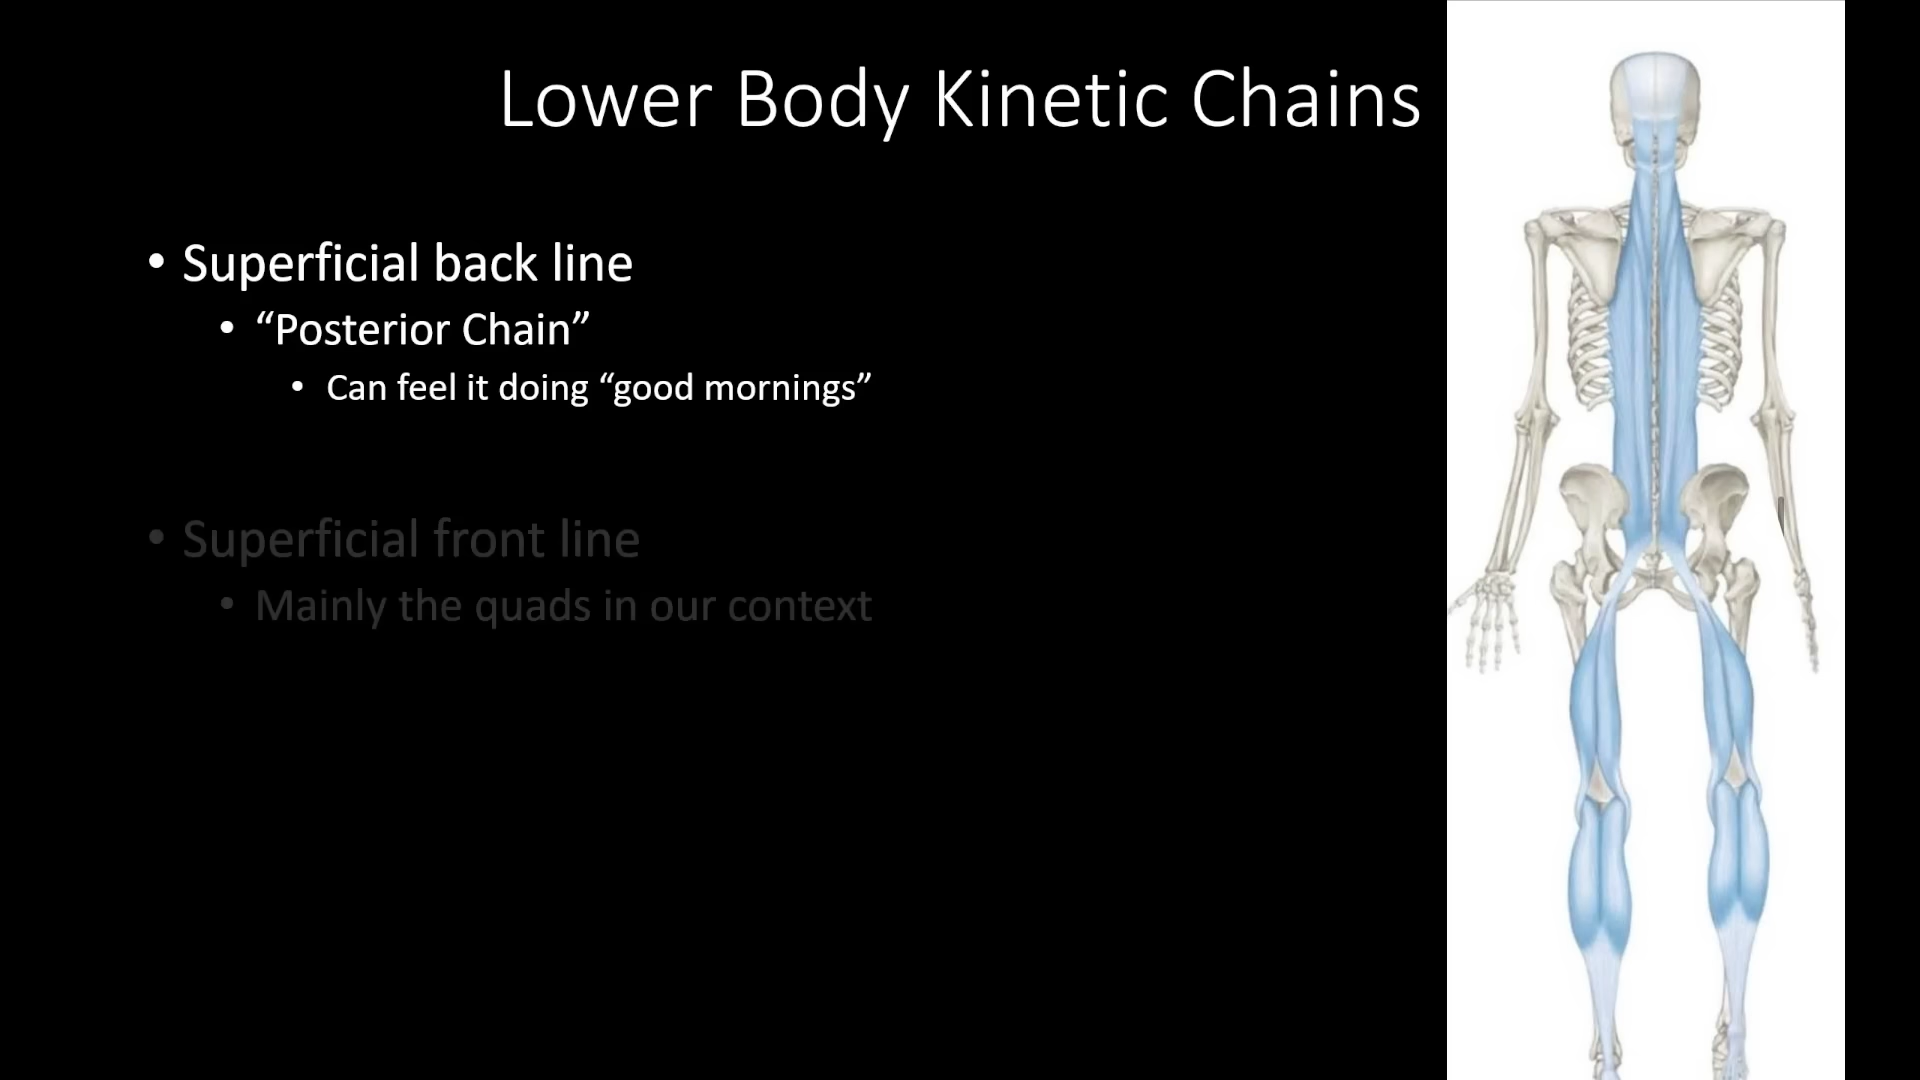 Lower Body Kinetic Chains
• Superficial back line
• “Posterior Chain”
• Can feel it doing “good mornings”
• Superficial front line
• Mainly the quads in our context